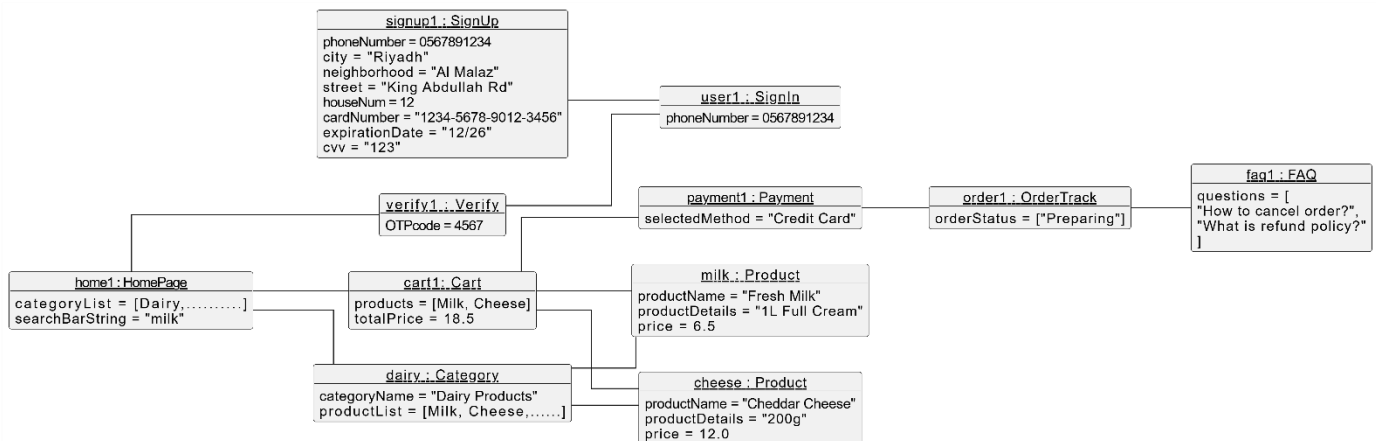 signup1 : SignUp
phoneNumber = 0567891234
city = "Riyadh"
neighborhood = "Al Malaz"
street = "King Abdullah Rd"
houseNum = 12
cardNumber = "1234-5678-9012-3456"
expirationDate = "12/26"
cvv = "123"
user1 : SignIn
phoneNumber = 0567891234
verify1 : Verify
OTPcode = 4567
payment1 : Payment
selectedMethod = "Credit Card"
order1 : OrderTrack
orderStatus = ["Preparing"]
faq1 : FAQ
questions = [
"How to cancel order?",
"What is refund policy?"
]
home1 : HomePage
categoryList = [Dairy,..........]
searchBarString = "milk"
cart1: Cart
products = [Milk, Cheese]
totalPrice = 18.5
milk : Product
productName = "Fresh Milk"
productDetails = "1L Full Cream"
price = 6.5
dairy : Category
categoryName = "Dairy Products"
productList = [Milk, Cheese,......]
cheese : Product
productName = "Cheddar Cheese"
productDetails = "200g"
price = 12.0